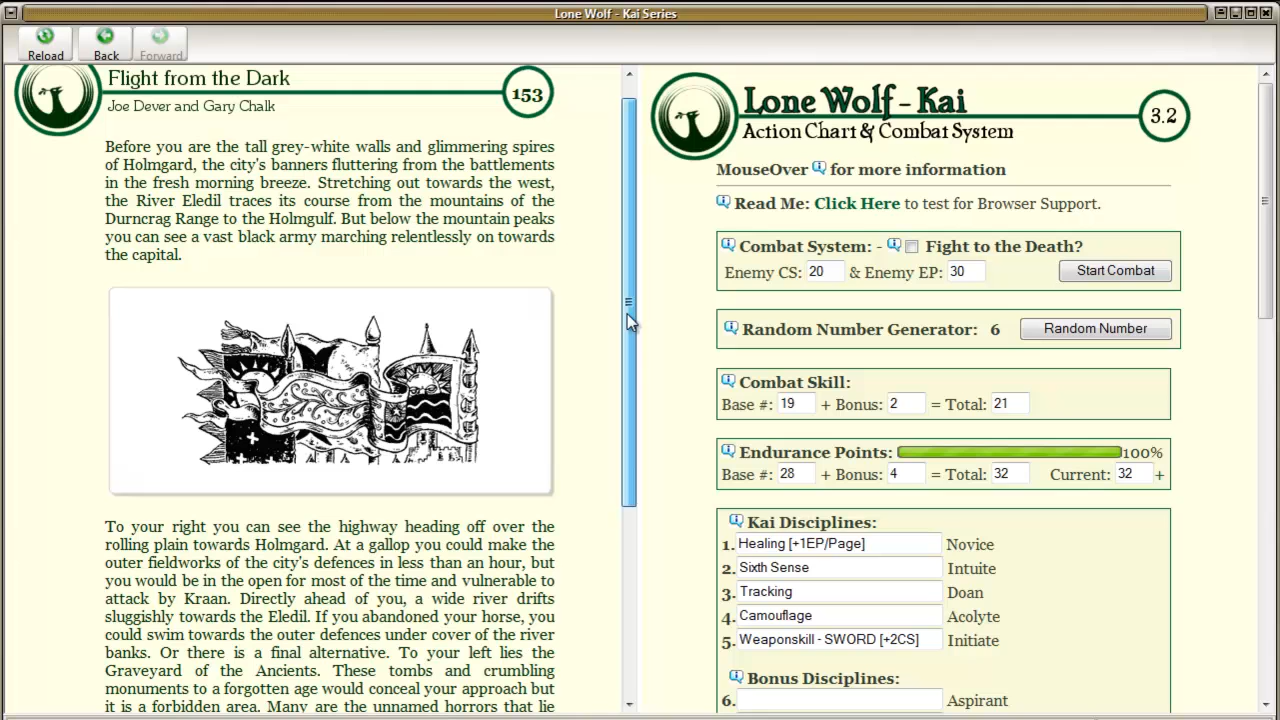 Lone Wolf - Kai Series
Reload
Back
Forward
Flight from the Dark
153
Joe Dever and Gary Chalk
Before you are the tall grey-white walls and glimmering spires
of Holmgard, the city's banners fluttering from the battlements
in the fresh morning breeze. Stretching out towards the west,
the River Eledil traces its course from the mountains of the
Durncrag Range to the Holmgulf. But below the mountain peaks
you can see a vast black army marching relentlessly on towards
the capital.
To your right you can see the highway heading off over the
rolling plain towards Holmgard. At a gallop you could make the
outer fieldworks of the city's defences in less than an hour, but
you would be in the open for most of the time and vulnerable to
attack by Kraan. Directly ahead of you, a wide river drifts
sluggishly towards the Eledil. If you abandoned your horse, you
could swim towards the outer defences under cover of the river
banks. Or there is a final alternative. To your left lies the
Graveyard of the Ancients. These tombs and crumbling
monuments to a forgotten age would conceal your approach but
it is a forbidden area. Many are the unnamed horrors that lie
Lone Wolf - Kai
3.2
Action Chart & Combat System
MouseOver for more information
Read Me: Click Here to test for Browser Support.
Combat System: - Fight to the Death?
Enemy CS: 20 & Enemy EP: 30 Start Combat
Random Number Generator: 6 Random Number
Combat Skill:
Base #: 19 + Bonus: 2 = Total: 21
Endurance Points: 100%
Base #: 28 + Bonus: 4 = Total: 32 Current: 32 +
Kai Disciplines:
1. Healing [+1EP/Page] Novice
2. Sixth Sense Intuite
3. Tracking Doan
4. Camouflage Acolyte
5. Weaponskill - SWORD [+2CS] Initiate
Bonus Disciplines:
6. Aspirant